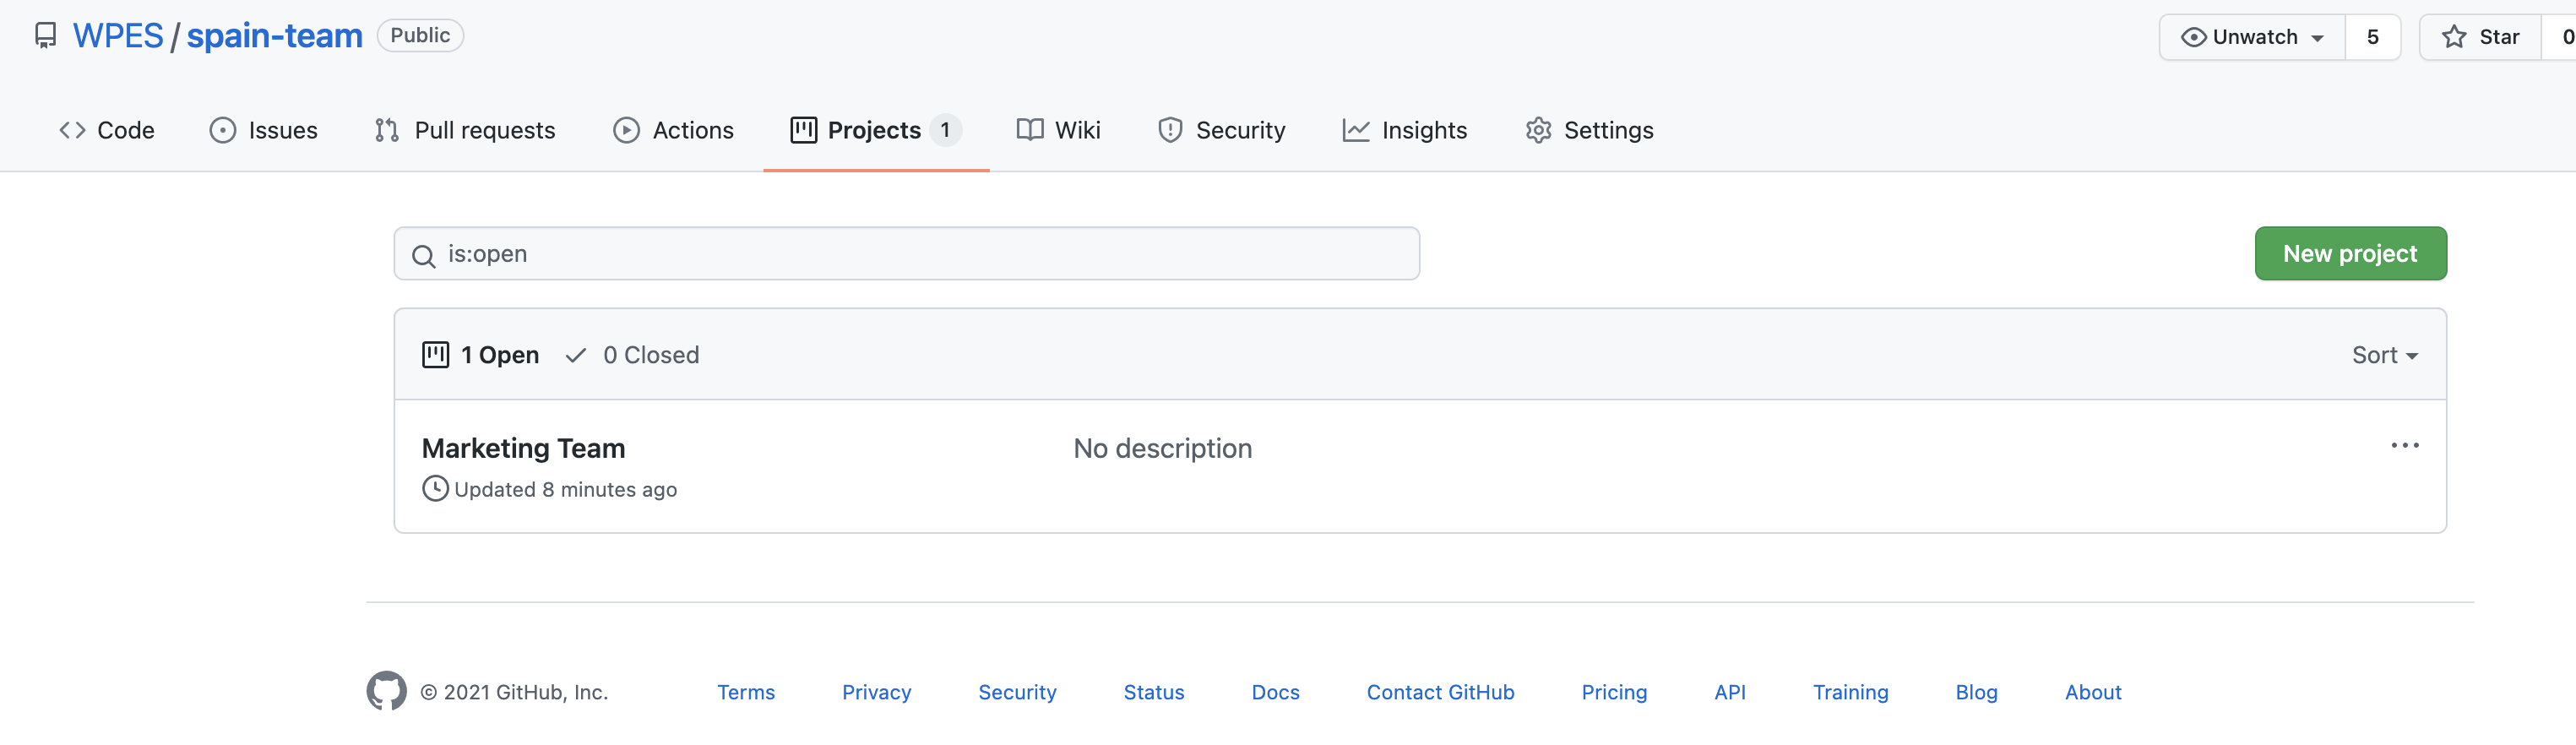 WPES / spain-team Public Unwatch 5 Star 0
Code Issues Pull requests Actions Projects 1 Wiki Security Insights Settings
is:open New project
1 Open 0 Closed Sort
Marketing Team No description
Updated 8 minutes ago
© 2021 GitHub, Inc. Terms Privacy Security Status Docs Contact GitHub Pricing API Training Blog About